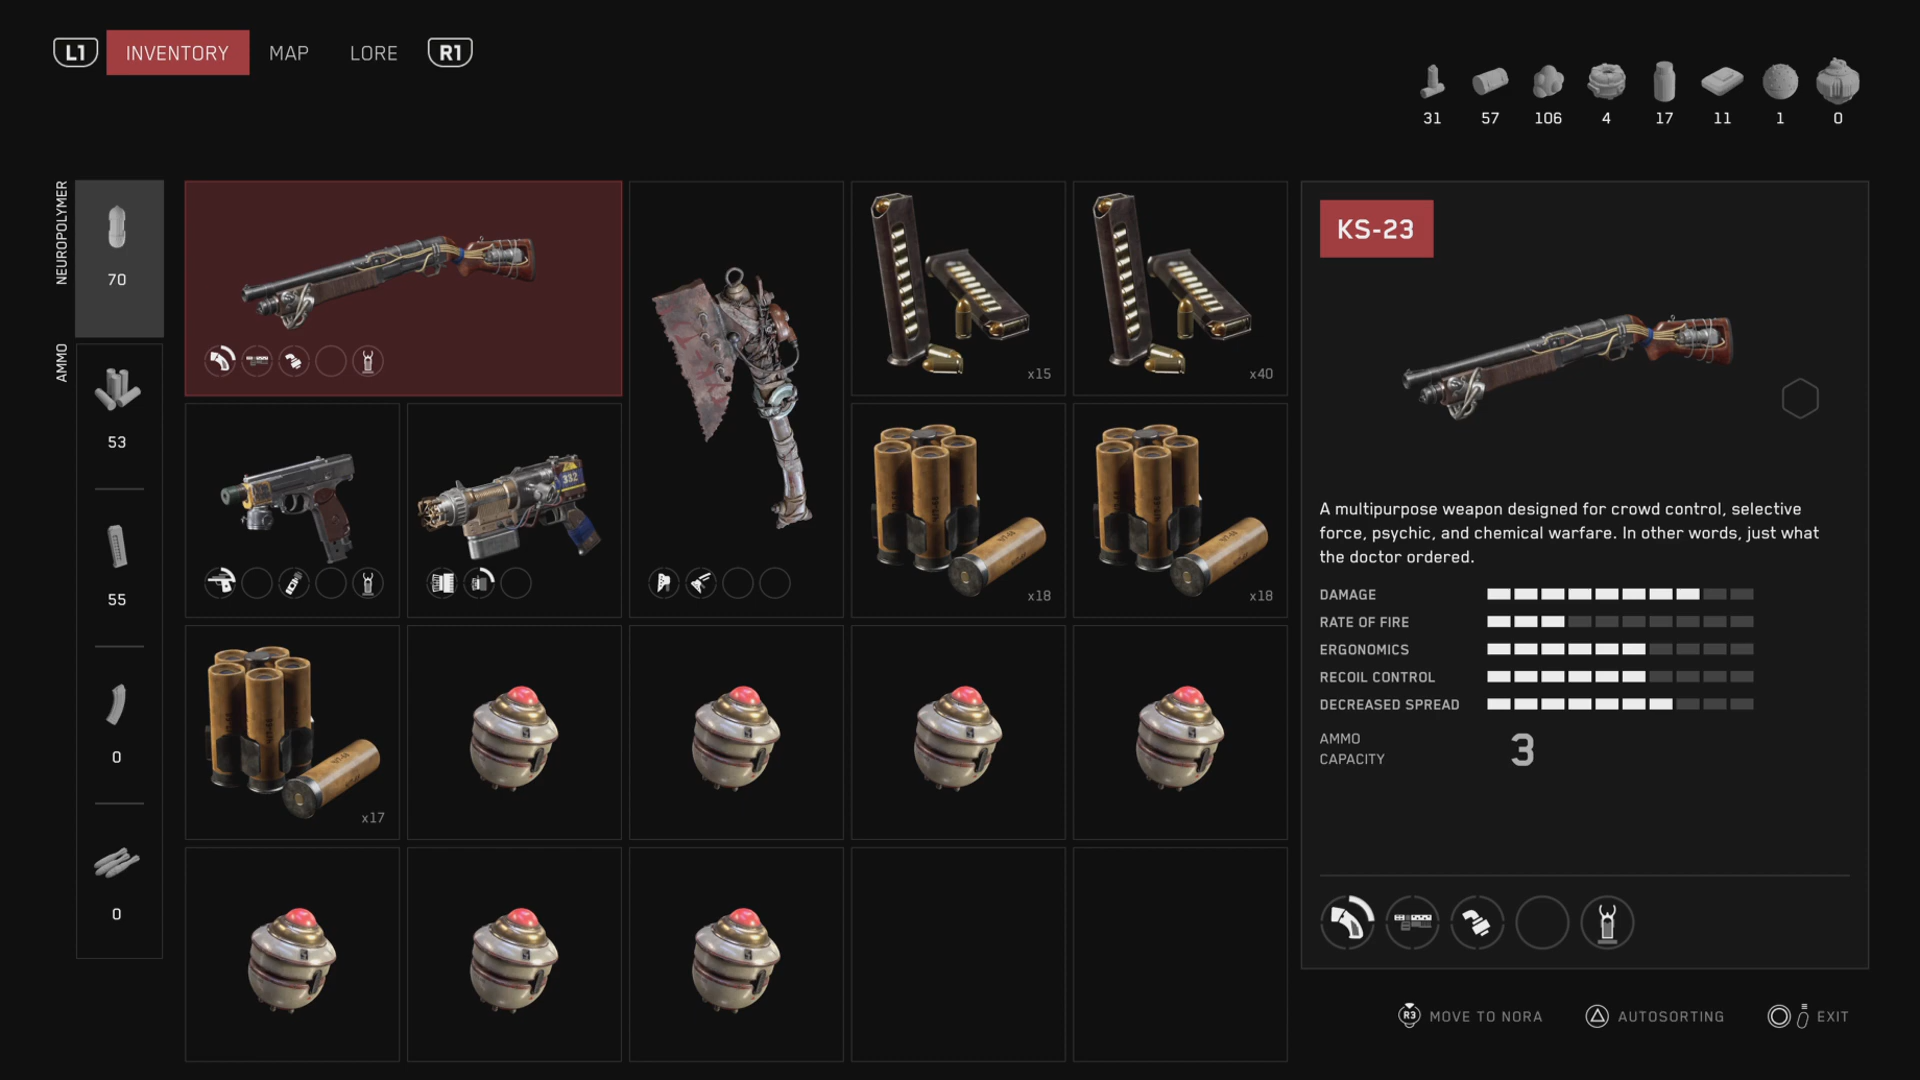 L1 INVENTORY MAP LORE R1
31 57 106 4 17 11 1 0
NEUROPOLYMER
70
AMMO
53
55
0
0
332
x15
x40
x18
x18
x17
KS-23
A multipurpose weapon designed for crowd control, selective
force, psychic, and chemical warfare. In other words, just what
the doctor ordered.
DAMAGE
RATE OF FIRE
ERGONOMICS
RECOIL CONTROL
DECREASED SPREAD
AMMO
CAPACITY
3
R3 MOVE TO NORA AUTOSORTING EXIT